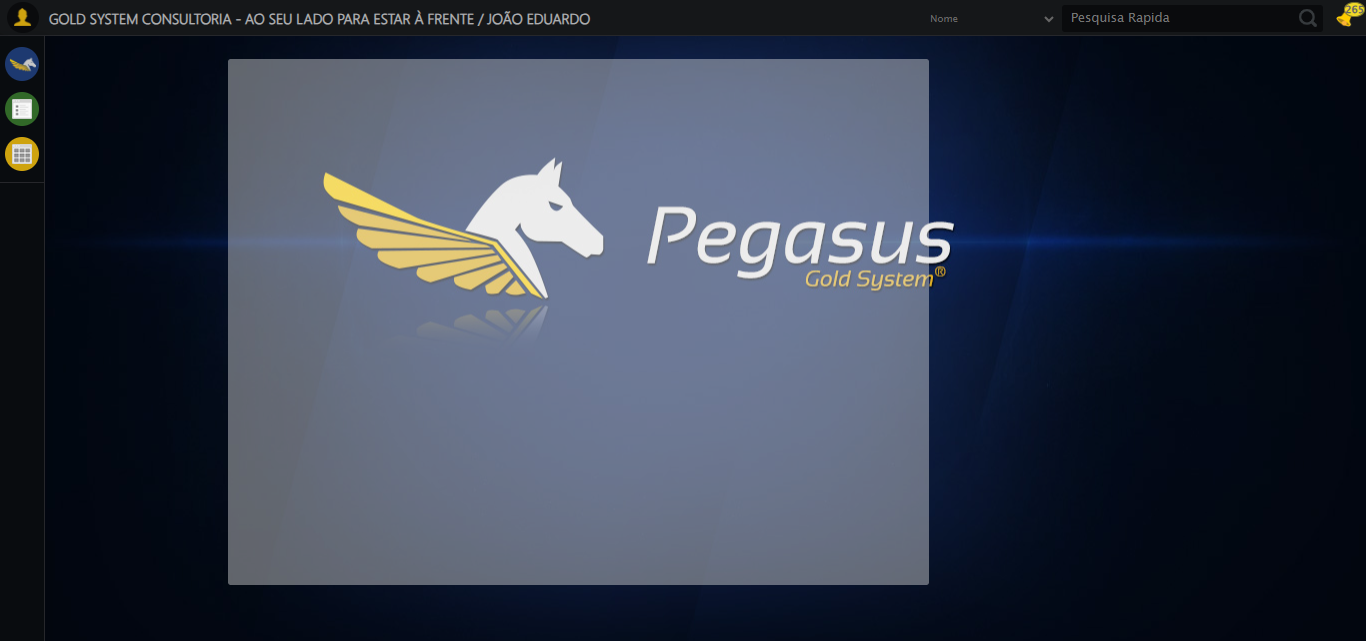 GOLD SYSTEM CONSULTORIA - AO SEU LADO PARA ESTAR À FRENTE / JOÃO EDUARDO
Nome
Pesquisa Rapida
265
Pegasus
Gold System®